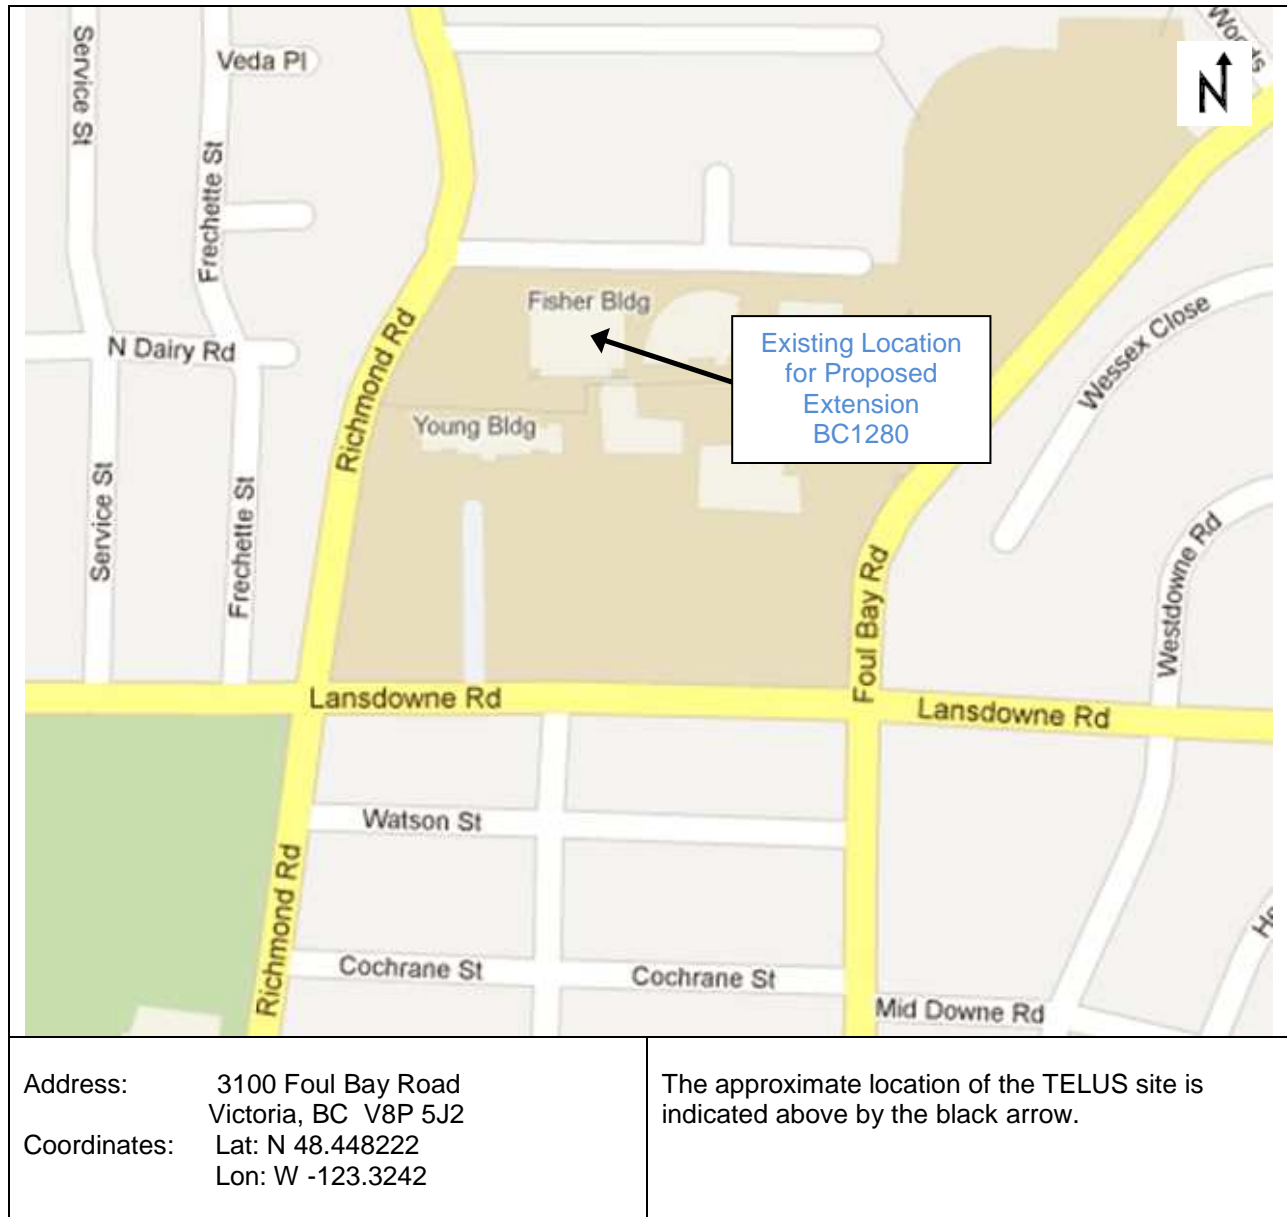 Service St
Veda Pl
Woods
N
Frechette St
Fisher Bldg
N Dairy Rd
Richmond Rd
Existing Location
for Proposed
Extension
BC1280
Wessex Close
Young Bldg
Service St
Frechette St
Foul Bay Rd
Westdowne Rd
Lansdowne Rd
Lansdowne Rd
Watson St
Richmond Rd
Cochrane St
Cochrane St
Mid Downe Rd
Address: 3100 Foul Bay Road
Victoria, BC V8P 5J2
Coordinates: Lat: N 48.448222
Lon: W -123.3242
The approximate location of the TELUS site is
indicated above by the black arrow.